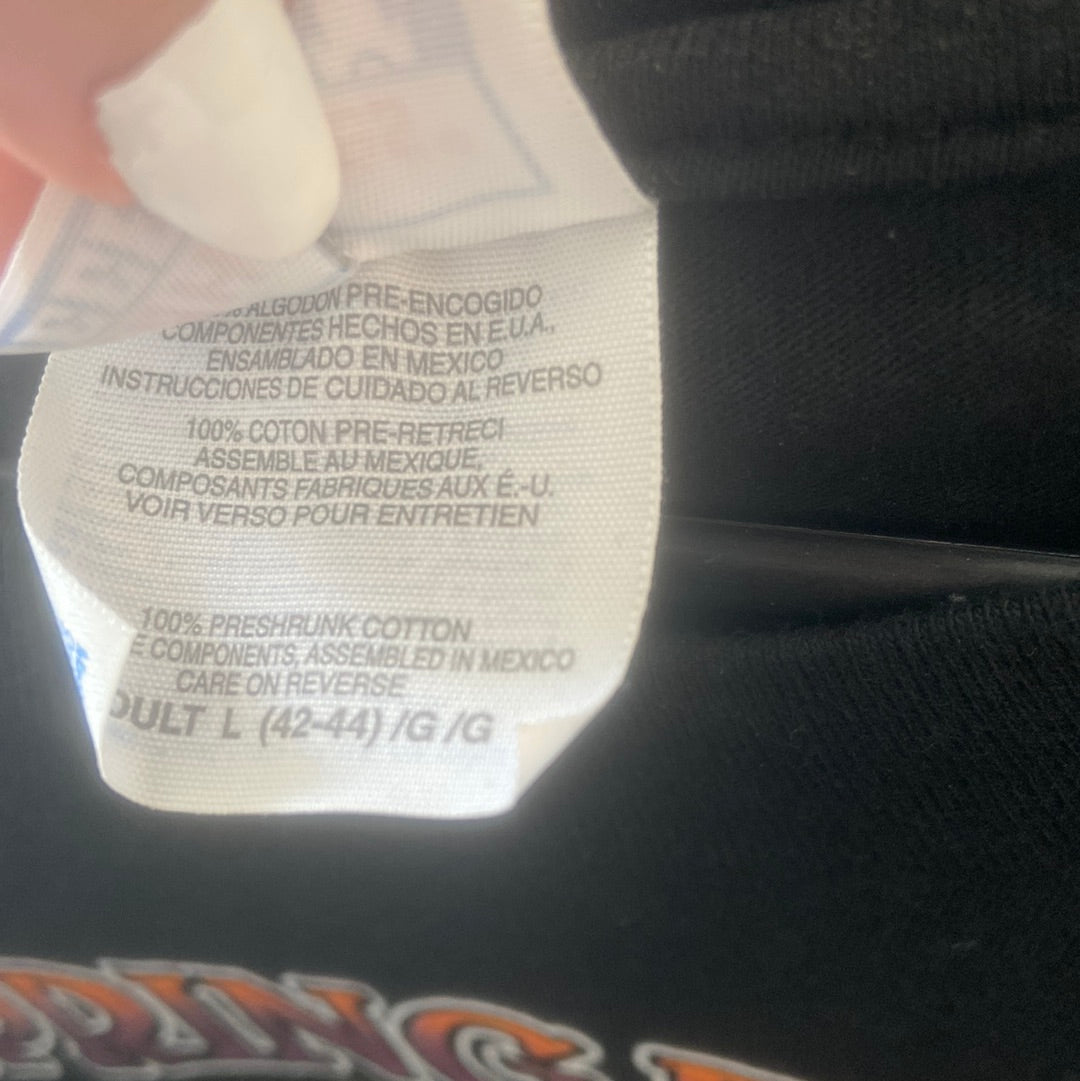 ALGODON PRE-ENCOGIDO
COMPONENTES HECHOS EN E.U.A.,
ENSAMBLADO EN MEXICO
INSTRUCCIONES DE CUIDADO AL REVERSO
100% COTON PRE-RETRECI
ASSEMBLE AU MEXIQUE,
COMPOSANTS FABRIQUES AUX É.-U.
VOIR VERSO POUR ENTRETIEN
100% PRESHRUNK COTTON
COMPONENTS, ASSEMBLED IN MEXICO
CARE ON REVERSE
DULT L (42-44) /G /G